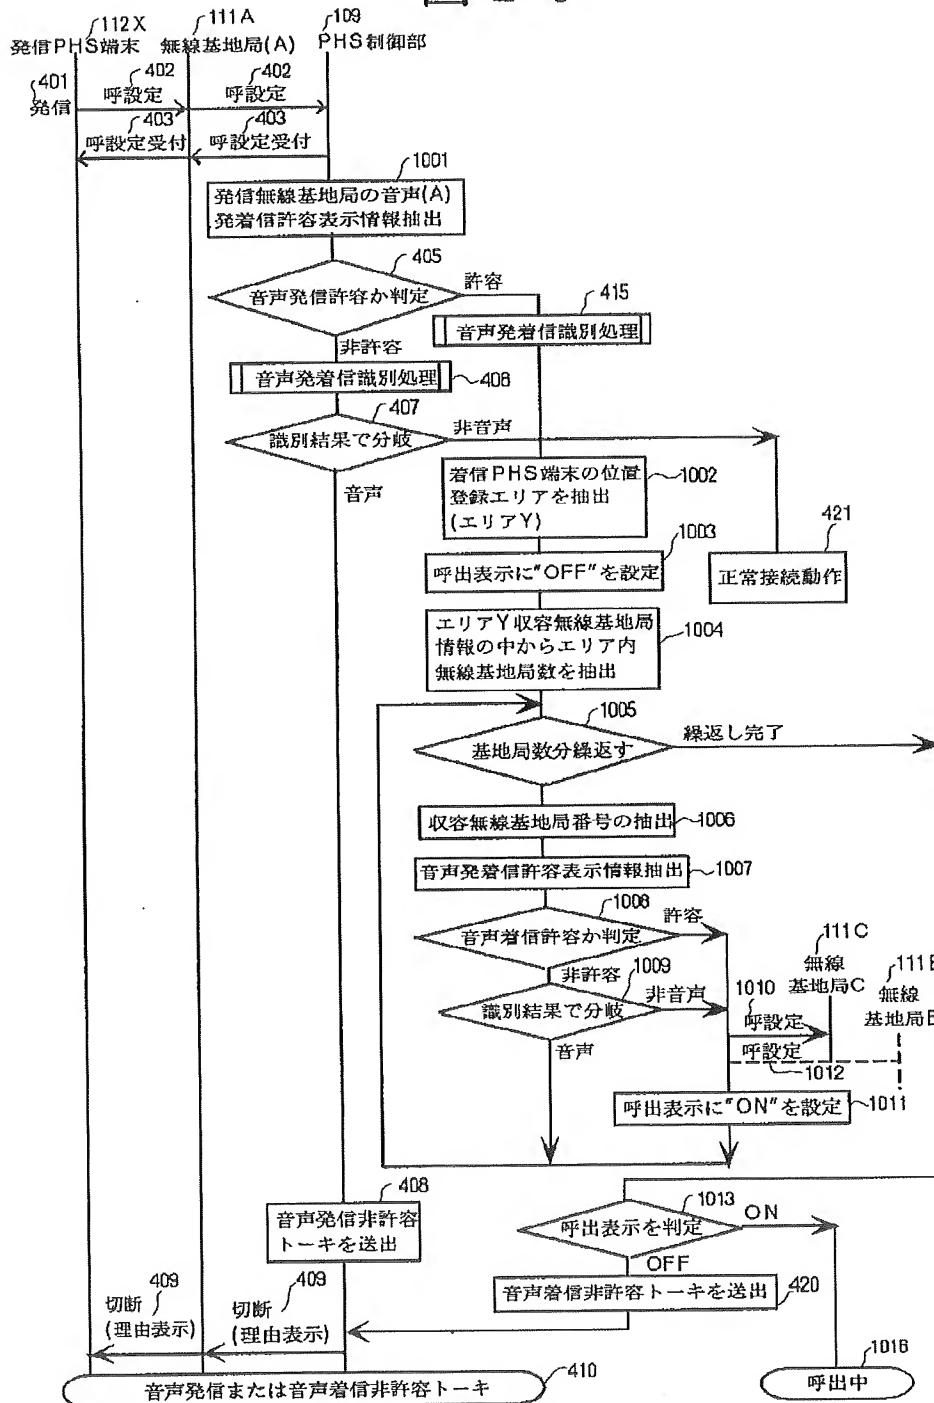 112X
111A
109
発信PHS端末
無線基地局(A)
PHS制御部
401
発信
402
呼設定
402
呼設定
403
呼設定受付
403
呼設定受付
1001
発信無線基地局の音声(A)
発着信許容表示情報抽出
405
音声発信許容か判定
許容
415
音声発着信識別処理
非許容
音声発着信識別処理
406
407
識別結果で分岐
非音声
音声
着信PHS端末の位置
登録エリアを抽出
(エリアY)
1002
1003
呼出表示に"OFF"を設定
421
正常接続動作
エリアY収容無線基地局
情報の中からエリア内
無線基地局数を抽出
1004
1005
基地局数分繰返す
繰返し完了
収容無線基地局番号の抽出
1006
音声発着信許容表示情報抽出
1007
1008
音声着信許容か判定
許容
非許容
1009
識別結果で分岐
非音声
音声
111C
無線
基地局C
111B
無線
基地局B
1010
呼設定
呼設定
1012
呼出表示に"ON"を設定
1011
408
音声発信非許容
トーキを送出
1013
呼出表示を判定
ON
OFF
音声着信非許容トーキを送出
420
409
切断
(理由表示)
409
切断
(理由表示)
410
音声発信または音声着信非許容トーキ
1016
呼出中